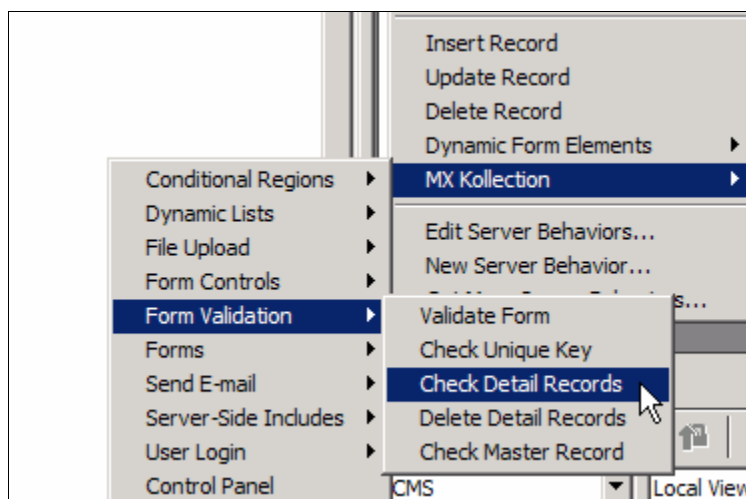 Insert Record
Update Record
Delete Record
Dynamic Form Elements
MX Kollection
Edit Server Behaviors...
New Server Behavior...
s...
Conditional Regions
Dynamic Lists
File Upload
Form Controls
Form Validation
Forms
Send E-mail
Server-Side Includes
User Login
Control Panel
Validate Form
Check Unique Key
Check Detail Records
Delete Detail Records
Check Master Record
CMS
Local View